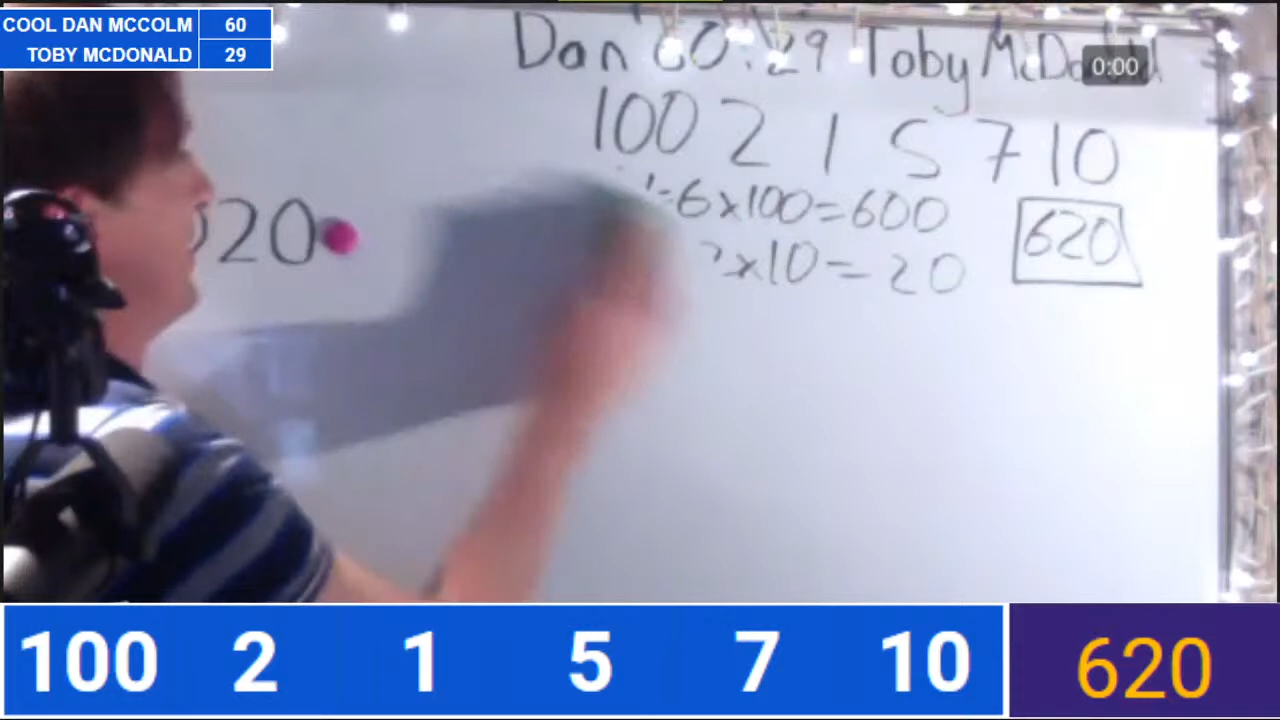 COOL DAN MCCOLM 60
TOBY MCDONALD 29
Dan 60:29 Toby
0:00
100 2 1 5 7 10
6x100=600
620
20
x10=20
100 2 1 5 7 10
620